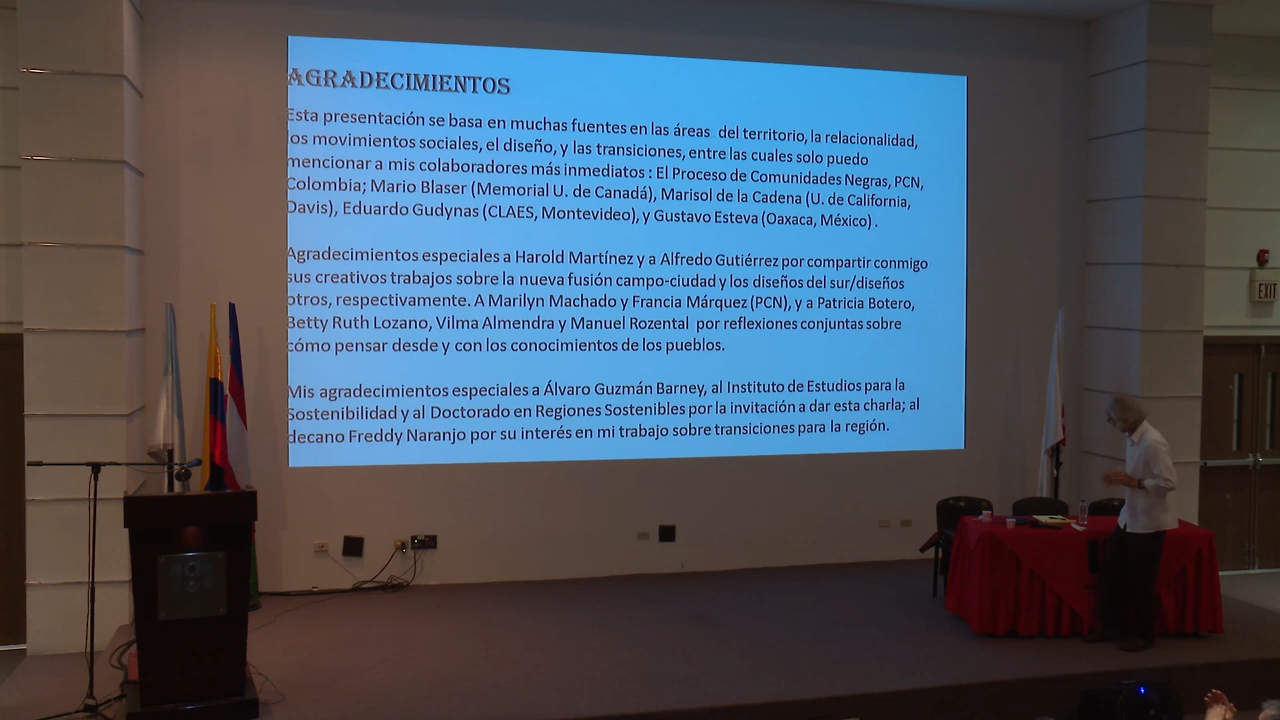 AGRADECIMIENTOS
Esta presentación se basa en muchas fuentes en las áreas del territorio, la relacionalidad,
los movimientos sociales, el diseño, y las transiciones, entre las cuales solo puedo
mencionar a mis colaboradores más inmediatos : El Proceso de Comunidades Negras, PCN,
Colombia; Mario Blaser (Memorial U. de Canadá), Marisol de la Cadena (U. de California,
Davis), Eduardo Gudynas (CLAES, Montevideo), y Gustavo Esteva (Oaxaca, México) .
Agradecimientos especiales a Harold Martínez y a Alfredo Gutiérrez por compartir conmigo
sus creativos trabajos sobre la nueva fusión campo-ciudad y los diseños del sur/diseños
otros, respectivamente. A Marilyn Machado y Francia Márquez (PCN), y a Patricia Botero,
Betty Ruth Lozano, Vilma Almendra y Manuel Rozental por reflexiones conjuntas sobre
cómo pensar desde y con los conocimientos de los pueblos.
Mis agradecimientos especiales a Álvaro Guzmán Barney, al Instituto de Estudios para la
Sostenibilidad y al Doctorado en Regiones Sostenibles por la invitación a dar esta charla; al
decano Freddy Naranjo por su interés en mi trabajo sobre transiciones para la región.
EXIT